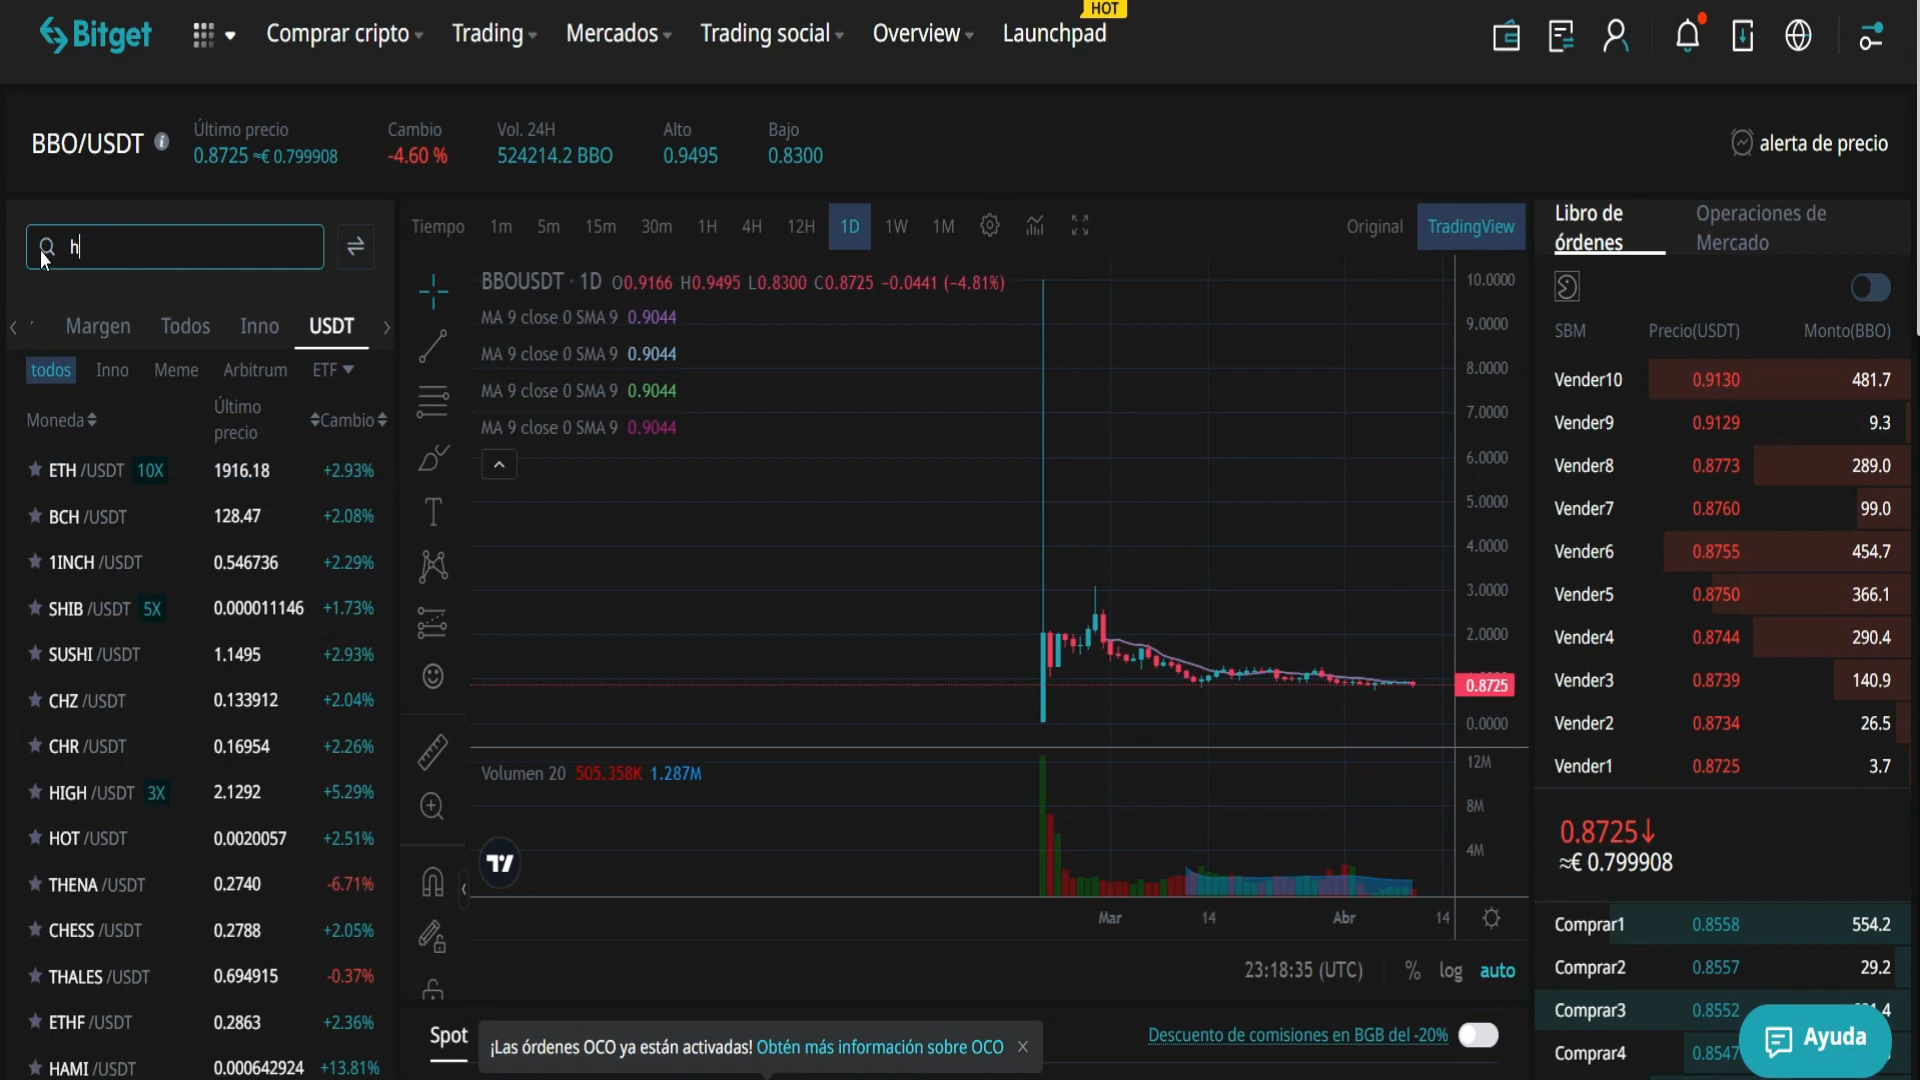 Bitget
Comprar cripto
Trading
Mercados
Trading social
Overview
Launchpad
HOT
BBO/USDT
Último precio
0.8725 ≈€ 0.799908
Cambio
-4.60 %
Vol. 24H
524214.2 BBO
Alto
0.9495
Bajo
0.8300
alerta de precio
h
Margen Todos Inno USDT
todos Inno Meme Arbitrum ETF
Moneda Último precio Cambio
ETH /USDT 10X 1916.18 +2.93%
BCH /USDT 128.47 +2.08%
1INCH /USDT 0.546736 +2.29%
SHIB /USDT 5X 0.000011146 +1.73%
SUSHI /USDT 1.1495 +2.93%
CHZ /USDT 0.133912 +2.04%
CHR /USDT 0.16954 +2.26%
HIGH /USDT 3X 2.1292 +5.29%
HOT /USDT 0.0020057 +2.51%
THENA /USDT 0.2740 -6.71%
CHESS /USDT 0.2788 +2.05%
THALES /USDT 0.694915 -0.37%
ETHF /USDT 0.2863 +2.36%
HAMI /USDT 0.000642924 +13.81%
Tiempo 1m 5m 15m 30m 1H 4H 12H 1D 1W 1M
Original TradingView
BBOUSDT · 1D O0.9166 H0.9495 L0.8300 C0.8725 −0.0441 (−4.81%)
MA 9 close 0 SMA 9 0.9044
MA 9 close 0 SMA 9 0.9044
MA 9 close 0 SMA 9 0.9044
MA 9 close 0 SMA 9 0.9044
10.0000
9.0000
8.0000
7.0000
6.0000
5.0000
4.0000
3.0000
2.0000
0.8725
0.0000
Volumen 20 505.358K 1.287M
12M
8M
4M
Mar 14 Abr 14
23:18:35 (UTC) % log auto
Spot
¡Las órdenes OCO ya están activadas! Obtén más información sobre OCO
Descuento de comisiones en BGB del -20%
Libro de órdenes
Operaciones de Mercado
SBM Precio(USDT) Monto(BBO)
Vender10 0.9130 481.7
Vender9 0.9129 9.3
Vender8 0.8773 289.0
Vender7 0.8760 99.0
Vender6 0.8755 454.7
Vender5 0.8750 366.1
Vender4 0.8744 290.4
Vender3 0.8739 140.9
Vender2 0.8734 26.5
Vender1 0.8725 3.7
0.8725↓
≈€ 0.799908
Comprar1 0.8558 554.2
Comprar2 0.8557 29.2
Comprar3 0.8552
Comprar4 0.8547
Ayuda